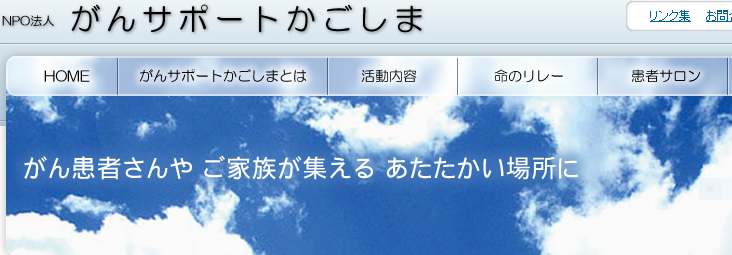 NPO法人 がんサポートかごしま
リンク集
HOME がんサポートかごしまとは 活動内容 命のリレー 患者サロン
がん患者さんや ご家族が集える あたたかい場所に